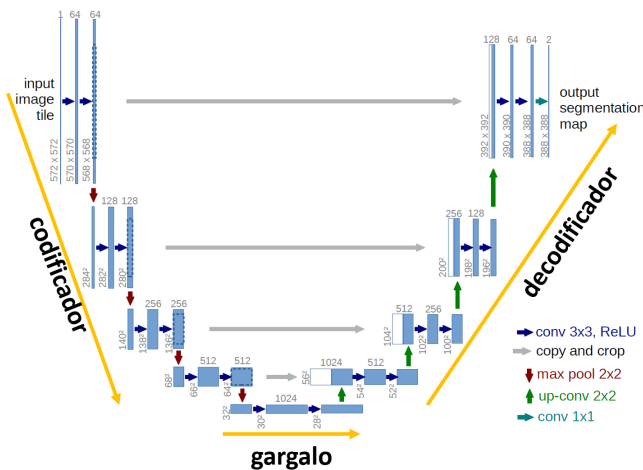 1
64
64
128
64
64
2
input
image
tile
output
segmentation
map
572 x 572
570 x 570
568 x 568
392 x 392
390 x 390
388 x 388
388 x 388
128
128
256
128
284²
282²
280²
200²
198²
196²
codificador
decodificador
256
256
512
256
140²
138²
136²
104²
102²
100²
512
512
1024
512
68²
66²
64²
56²
54²
52²
1024
32²
30²
28²
gargalo
conv 3x3, ReLU
copy and crop
max pool 2x2
up-conv 2x2
conv 1x1